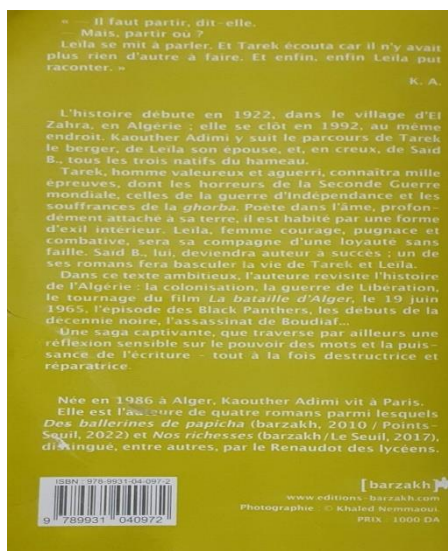 « — Il faut partir, dit-elle.
— Mais, partir où ?
Leïla se mit à parler. Et Tarek écouta car il n'y avait
plus rien d'autre à faire. Et enfin, enfin Leïla put
raconter. »
K. A.
L'histoire débute en 1922, dans le village d'El
Zahra, en Algérie ; elle se clôt en 1992, au même
endroit. Kaouther Adimi y suit le parcours de Tarek
le berger, de Leïla son épouse, et, en creux, de Saïd
B., tous les trois natifs du hameau.
Tarek, homme valeureux et aguerri, connaîtra mille
épreuves, dont les horreurs de la Seconde Guerre
mondiale, celles de la guerre d'Indépendance et les
souffrances de la ghorba. Poète dans l'âme, profon-
dément attaché à sa terre, il est habité par une forme
d'exil intérieur. Leïla, femme courage, pugnace et
combative, sera sa compagne d'une loyauté sans
faille. Saïd B., lui, deviendra auteur à succès ; un de
ses romans fera basculer la vie de Tarek et Leïla.
Dans ce texte ambitieux, l'auteure revisite l'histoire
de l'Algérie : la colonisation, la guerre de Libération,
le tournage du film La bataille d'Alger, le 19 juin
1965, l'épisode des Black Panthers, les débuts de la
décennie noire, l'assassinat de Boudiaf...
Une saga captivante, que traverse par ailleurs une
réflexion sensible sur le pouvoir des mots et la puis-
sance de l'écriture - tout à la fois destructrice et
réparatrice.
Née en 1986 à Alger, Kaouther Adimi vit à Paris.
Elle est l'auteure de quatre romans parmi lesquels
Des ballerines de papicha (barzakh, 2010 / Points-
Seuil, 2022) et Nos richesses (barzakh/Le Seuil, 2017),
distingué, entre autres, par le Renaudot des lycéens.
ISBN : 978-9931-04-097-2
9 789931 040972
[barzakh]
www.editions-barzakh.com
Photographie : © Khaled Nemmaoui.
PRIX : 1000 DA